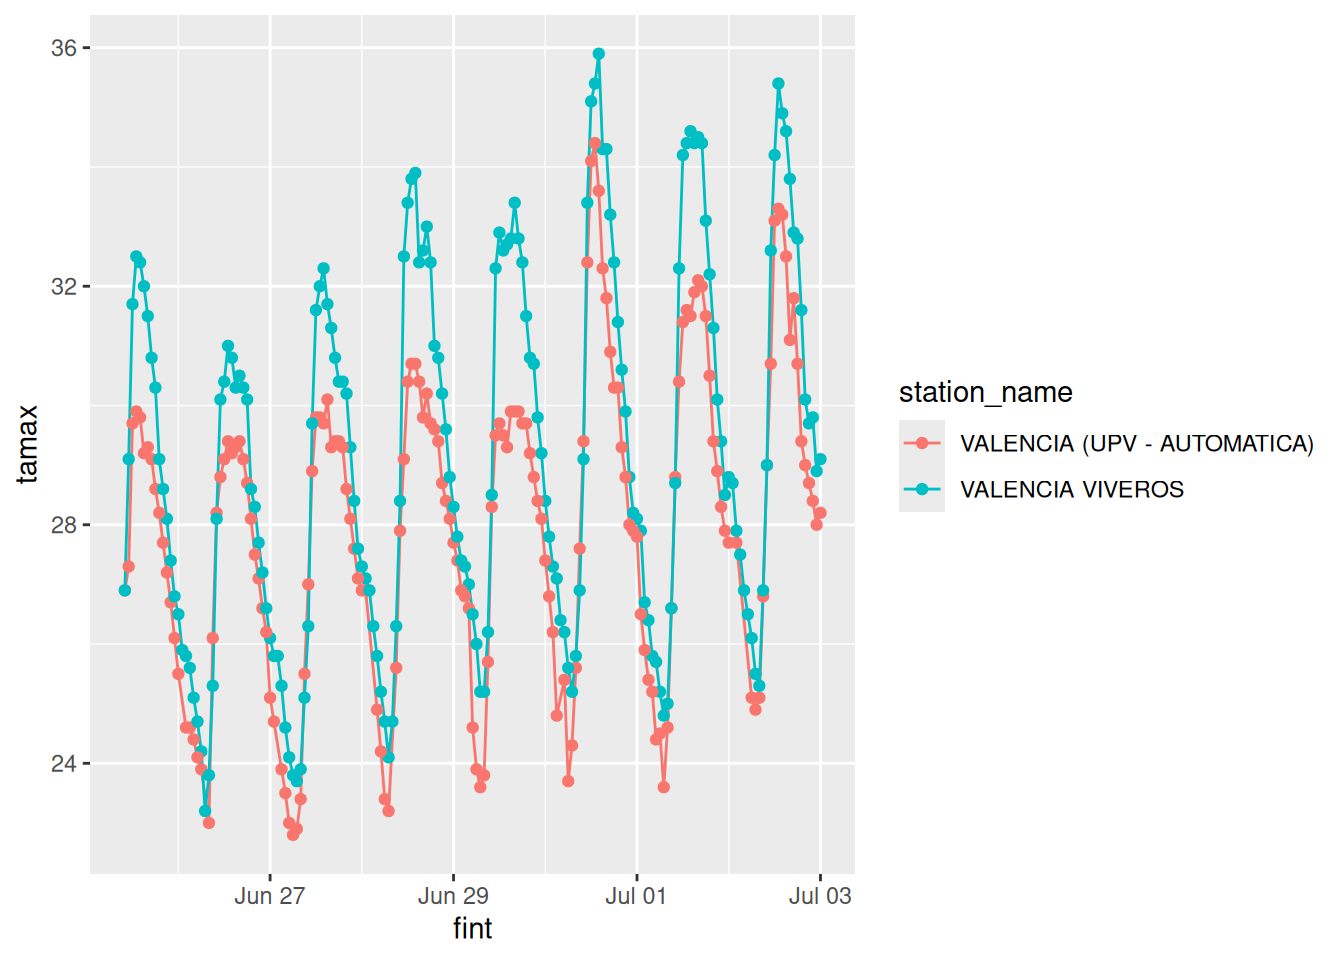 36
32
28
24
tamax
Jun 27
Jun 29
Jul 01
Jul 03
fint
station_name
VALENCIA (UPV - AUTOMATICA)
VALENCIA VIVEROS